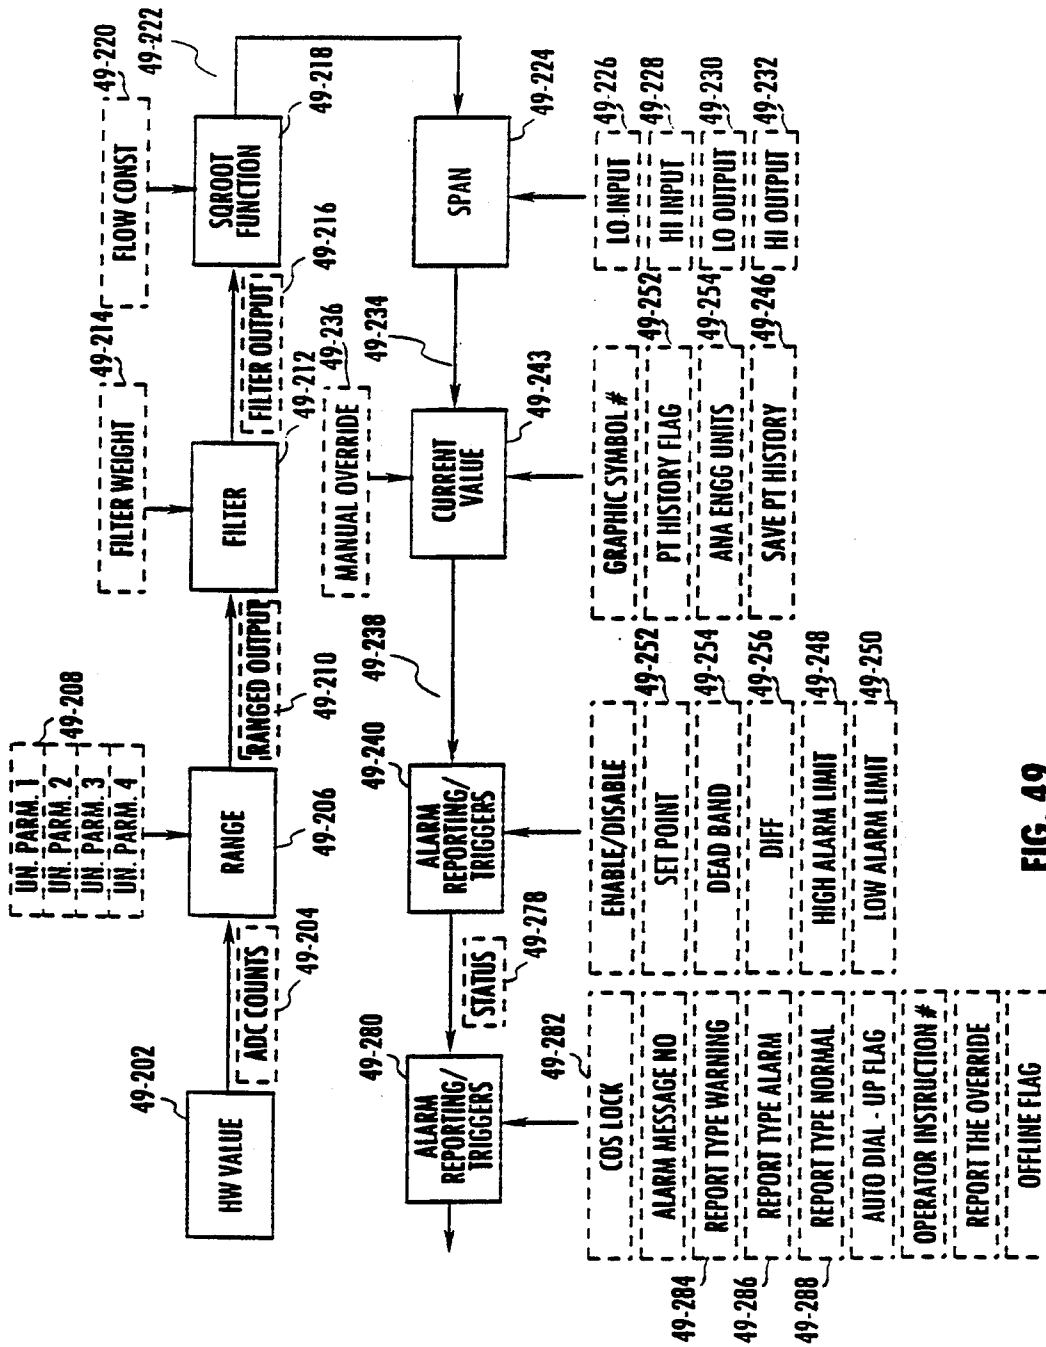 49-202
HW VALUE
ADC COUNTS
49-204
UN. PARM. 1
UN. PARM. 2
UN. PARM. 3
UN. PARM. 4
49-208
RANGE
49-206
RANGED OUTPUT
49-210
FILTER WEIGHT
49-214
FILTER
49-212
FILTER OUTPUT
49-216
FLOW CONST
49-220
SQROOT
FUNCTION
49-218
49-222
49-280
ALARM
REPORTING/
TRIGGERS
STATUS
49-278
49-240
ALARM
REPORTING/
TRIGGERS
49-238
MANUAL OVERRIDE
49-236
CURRENT
VALUE
49-243
49-234
SPAN
49-224
49-282
COS LOCK
ALARM MESSAGE NO
49-284
REPORT TYPE WARNING
49-286
REPORT TYPE ALARM
49-288
REPORT TYPE NORMAL
AUTO DIAL - UP FLAG
OPERATOR INSTRUCTION #
REPORT THE OVERRIDE
OFFLINE FLAG
ENABLE/DISABLE
SET POINT
49-252
DEAD BAND
49-254
DIFF
49-256
HIGH ALARM LIMIT
49-248
LOW ALARM LIMIT
49-250
GRAPHIC SYMBOL #
PT HISTORY FLAG
49-252
ANA ENGG UNITS
49-254
SAVE PT HISTORY
49-246
LO INPUT
49-226
HI INPUT
49-228
LO OUTPUT
49-230
HI OUTPUT
49-232
FIG. 49